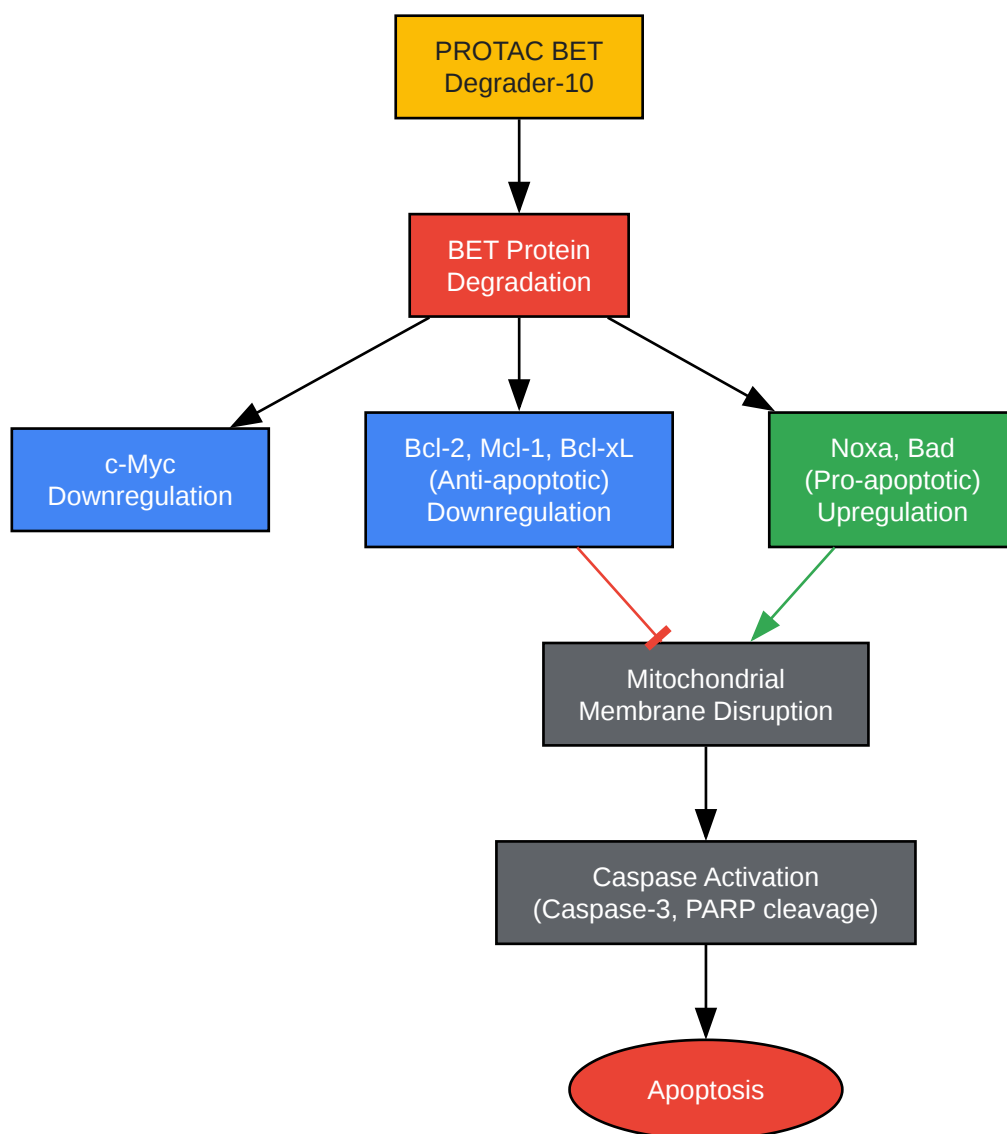 PROTAC BET
Degrader-10
BET Protein
Degradation
c-Myc
Downregulation
Bcl-2, Mcl-1, Bcl-xL
(Anti-apoptotic)
Downregulation
Noxa, Bad
(Pro-apoptotic)
Upregulation
Mitochondrial
Membrane Disruption
Caspase Activation
(Caspase-3, PARP cleavage)
Apoptosis